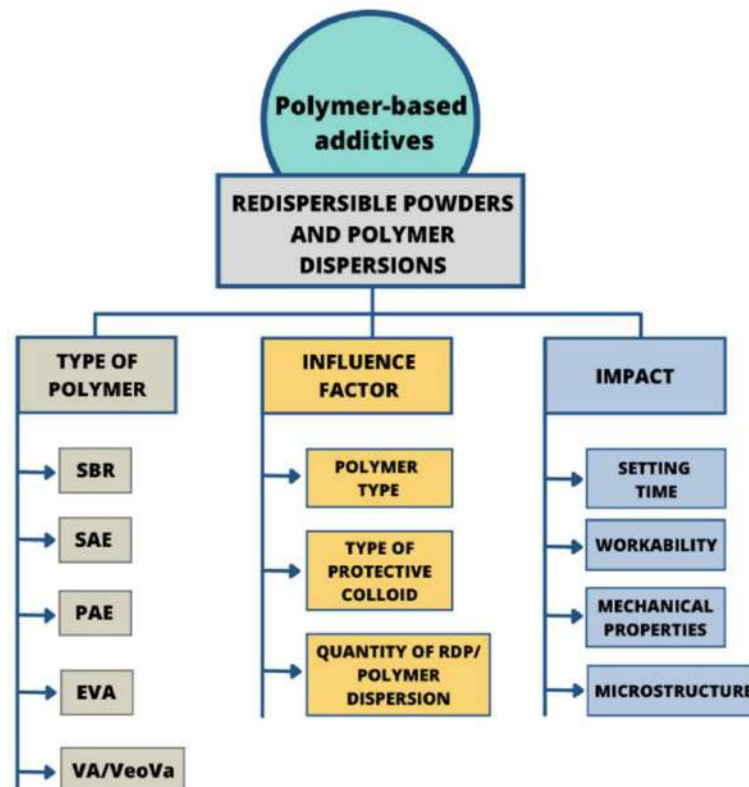 Polymer-based
additives
REDISPERSIBLE POWDERS
AND POLYMER
DISPERSIONS
TYPE OF
POLYMER
SBR
SAE
PAE
EVA
VA/VeoVa
INFLUENCE
FACTOR
POLYMER
TYPE
TYPE OF
PROTECTIVE
COLLOID
QUANTITY OF RDP/
POLYMER
DISPERSION
IMPACT
SETTING
TIME
WORKABILITY
MECHANICAL
PROPERTIES
MICROSTRUCTURE